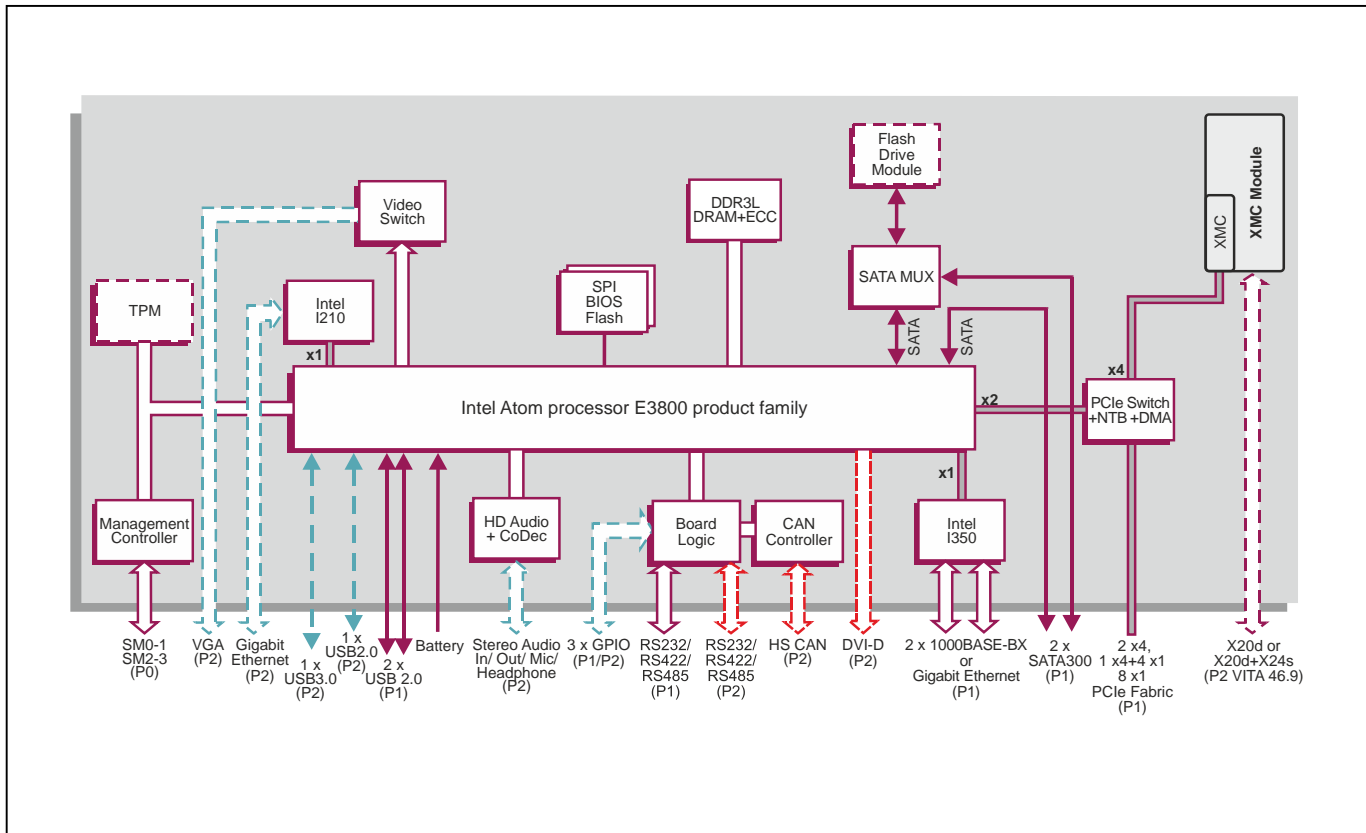 Flash
Drive
Module
XMC Module
XMC
Video
Switch
DDR3L
DRAM+ECC
SATA MUX
TPM
Intel
I210
SPI
BIOS
Flash
SATA
SATA
x1
x4
Intel Atom processor E3800 product family
x2
PCIe Switch
+NTB +DMA
x1
Management
Controller
HD Audio
+ CoDec
Board
Logic
CAN
Controller
Intel
I350
SM0-1
SM2-3
(P0)
VGA
(P2)
Gigabit
Ethernet
(P2)
1 x
USB3.0
(P2)
1 x
USB2.0
(P2)
2 x
USB 2.0
(P1)
Battery
Stereo Audio
In/ Out/ Mic/
Headphone
(P2)
3 x GPIO
(P1/P2)
RS232/
RS422/
RS485
(P1)
RS232/
RS422/
RS485
(P2)
HS CAN
(P2)
DVI-D
(P2)
2 x 1000BASE-BX
or
Gigabit Ethernet
(P1)
2 x
SATA300
(P1)
2 x4,
1 x4+4 x1
8 x1
PCIe Fabric
(P1)
X20d or
X20d+X24s
(P2 VITA 46.9)